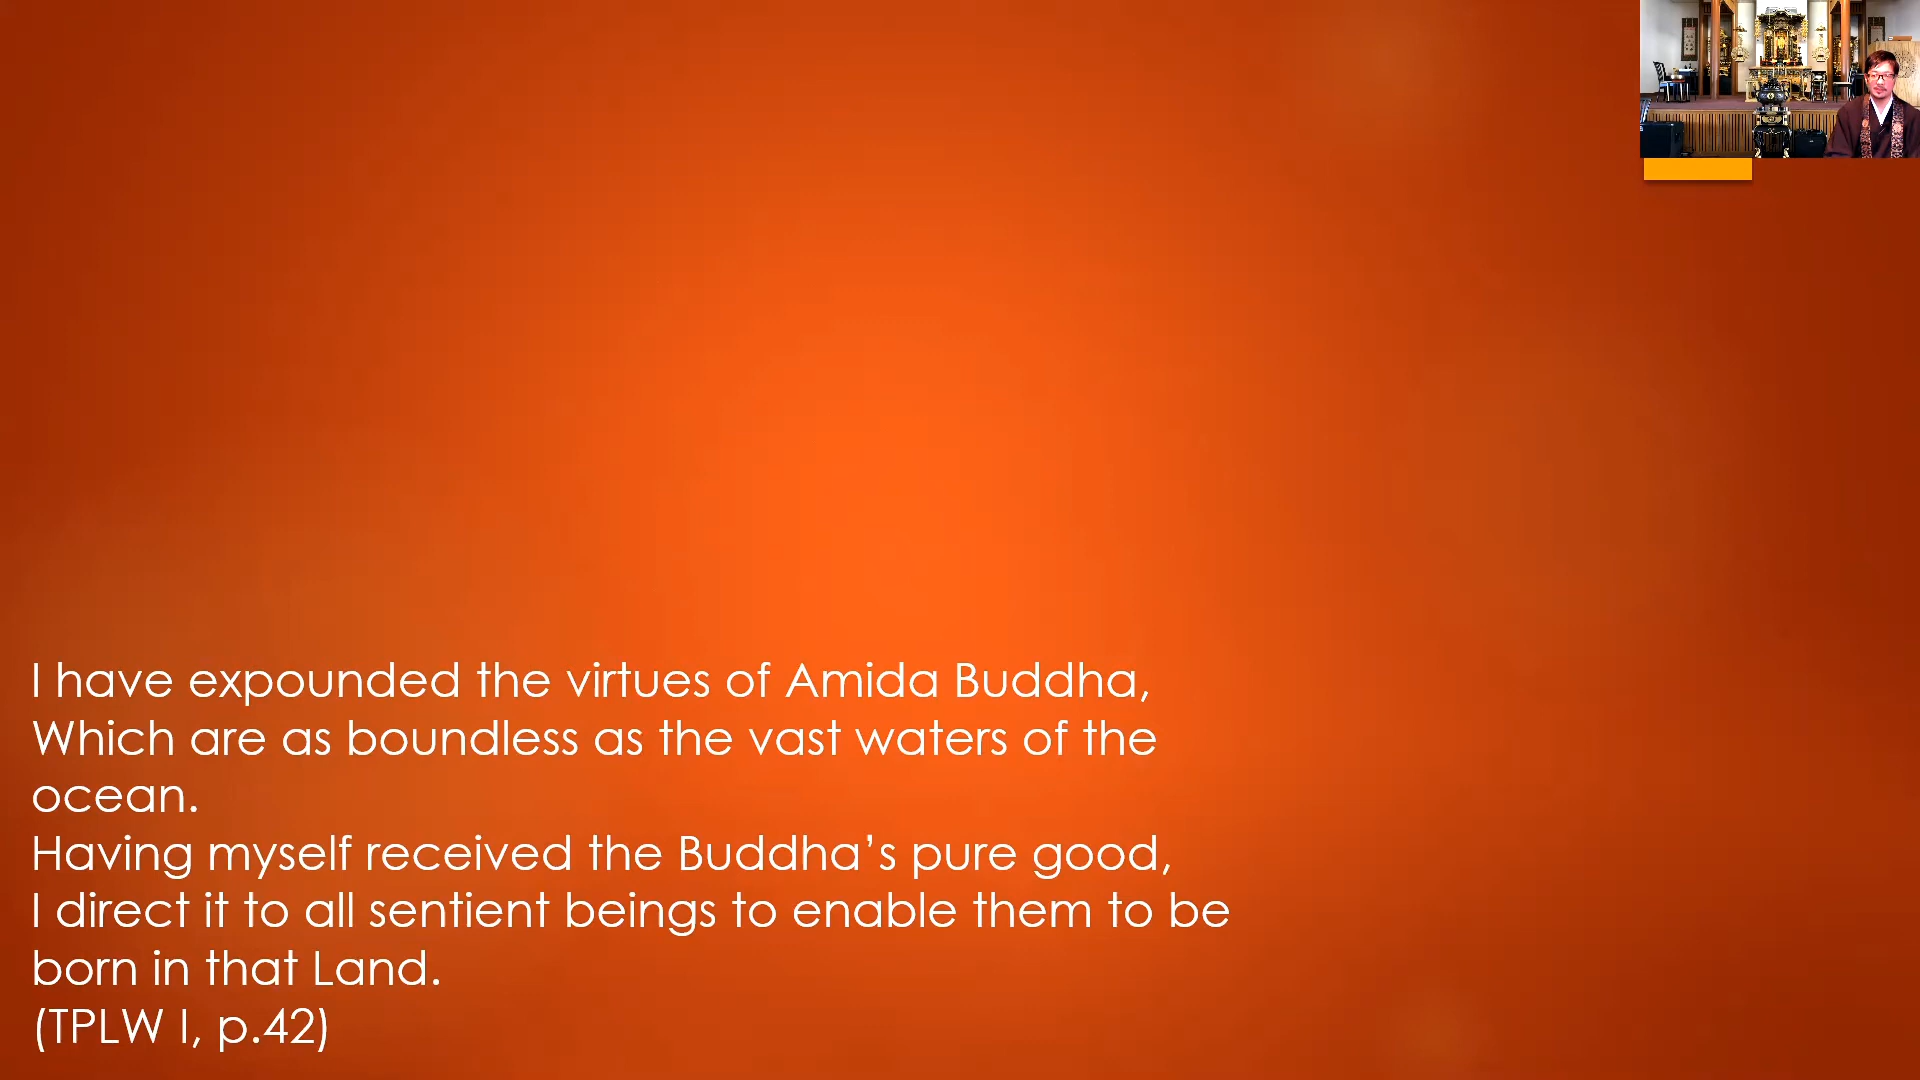 I have expounded the virtues of Amida Buddha,
Which are as boundless as the vast waters of the
ocean.
Having myself received the Buddha’s pure good,
I direct it to all sentient beings to enable them to be
born in that Land.
(TPLW I, p.42)